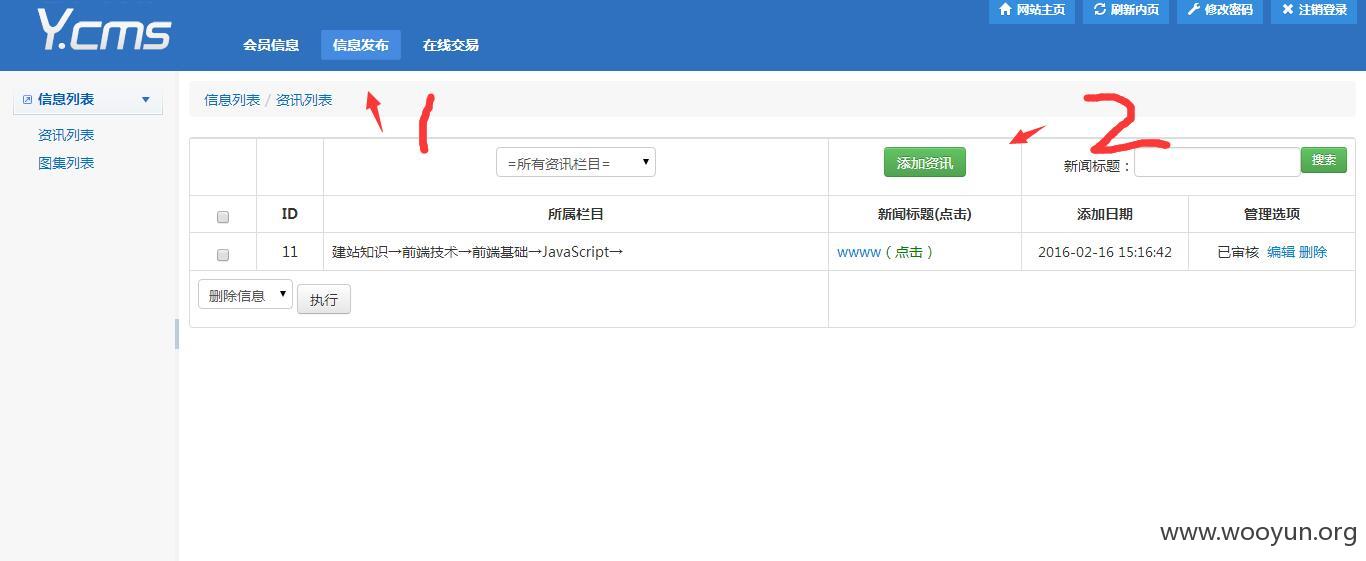 Y.cms
网站主页 刷新内页 修改密码 注销登录
会员信息 信息发布 在线交易
信息列表
资讯列表
图集列表
信息列表 / 资讯列表
1
2
=所有资讯栏目= 添加资讯 新闻标题： 搜索
ID 所属栏目 新闻标题(点击) 添加日期 管理选项
11 建站知识→前端技术→前端基础→JavaScript→ wwww（点击） 2016-02-16 15:16:42 已审核 编辑 删除
删除信息 执行
www.wooyun.org